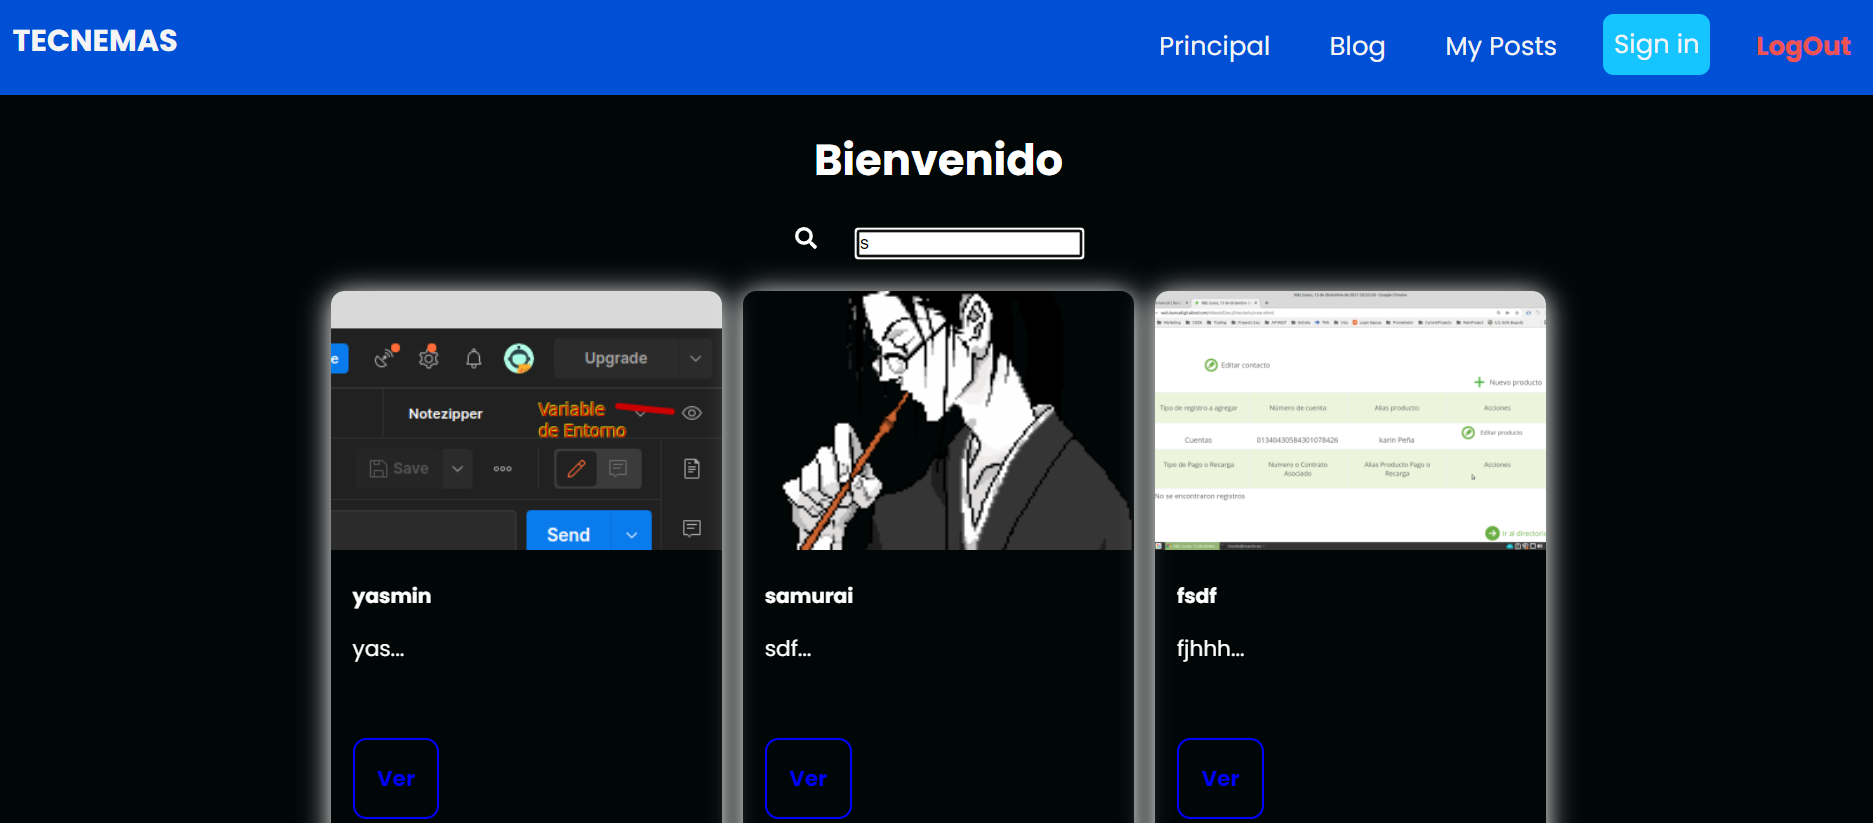 TECNEMAS
Principal
Blog
My Posts
Sign in
LogOut
Bienvenido
s
e
Upgrade
Notezipper
Variable
de Entorno
Save
Send
yasmin
yas...
Ver
samurai
sdf...
Ver
Editar contacto
Nuevo producto
Tipo de registro a agregar
Número de cuenta
Alias producto:
Acciones
Cuentas
01340430584301078426
karin Peña
Editar producto
Tipo de Pago o Recarga
Numero o Contrato
Asociado
Alias Producto Pago o
Recarga
Acciones
No se encontraron registros
Ir al directorio
fsdf
fjhhh...
Ver